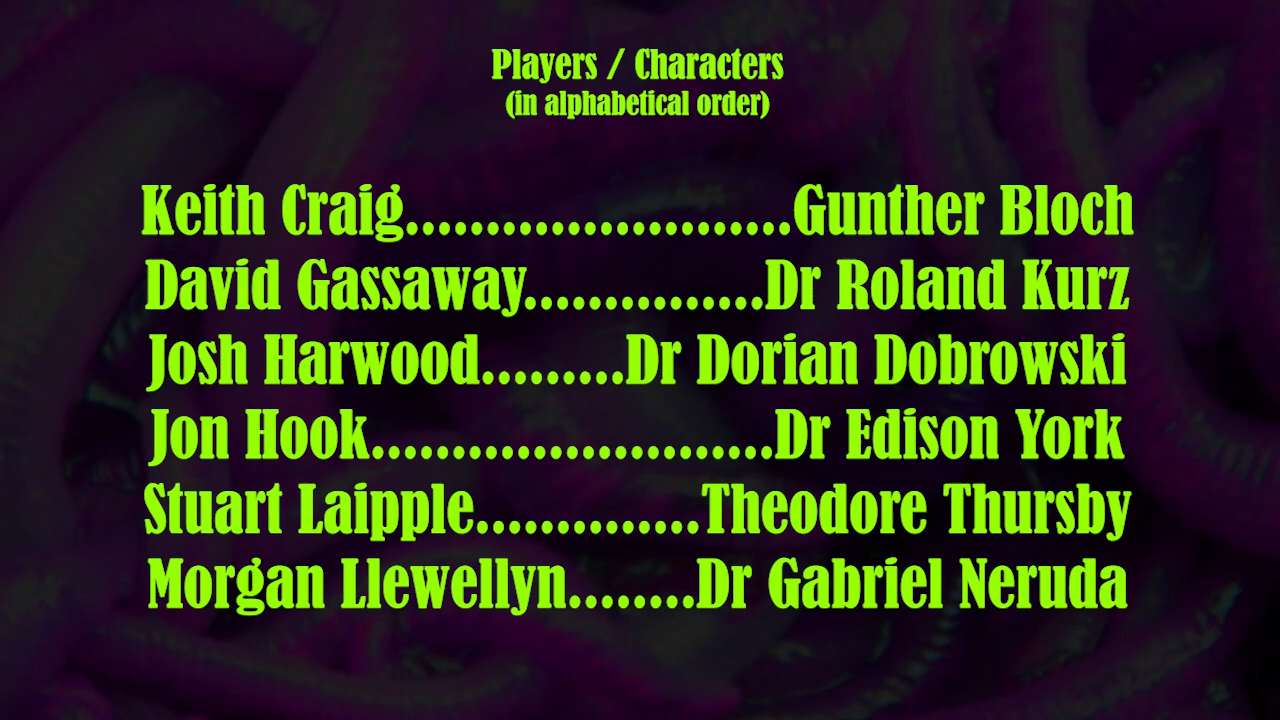 Players / Characters
(in alphabetical order)
Keith Craig........................Gunther Bloch
David Gassaway...............Dr Roland Kurz
Josh Harwood.........Dr Dorian Dobrowski
Jon Hook.........................Dr Edison York
Stuart Laipple..............Theodore Thursby
Morgan Llewellyn........Dr Gabriel Neruda